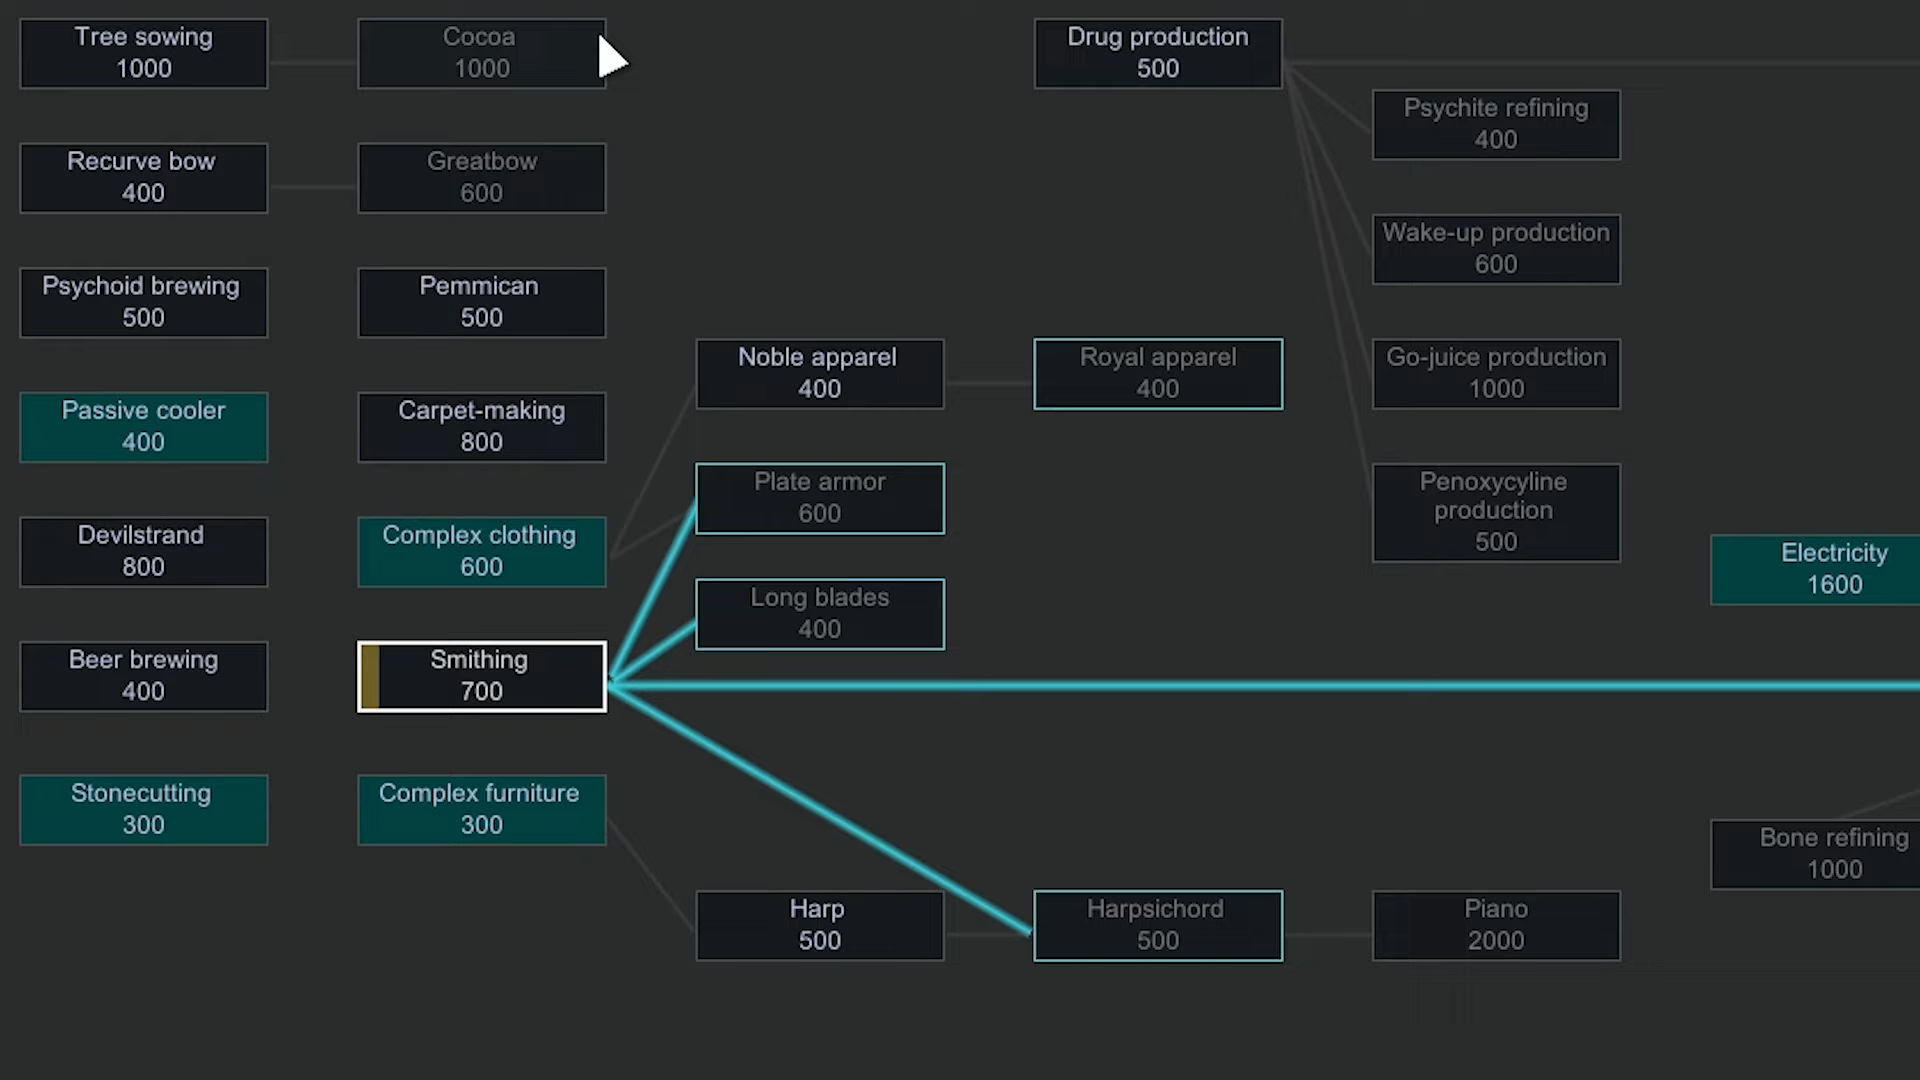 Tree sowing
1000
Cocoa
1000
Drug production
500
Psychite refining
400
Recurve bow
400
Greatbow
600
Wake-up production
600
Psychoid brewing
500
Pemmican
500
Noble apparel
400
Royal apparel
400
Go-juice production
1000
Passive cooler
400
Carpet-making
800
Plate armor
600
Penoxycyline
production
500
Devilstrand
800
Complex clothing
600
Long blades
400
Electricity
1600
Beer brewing
400
Smithing
700
Stonecutting
300
Complex furniture
300
Bone refining
1000
Harp
500
Harpsichord
500
Piano
2000